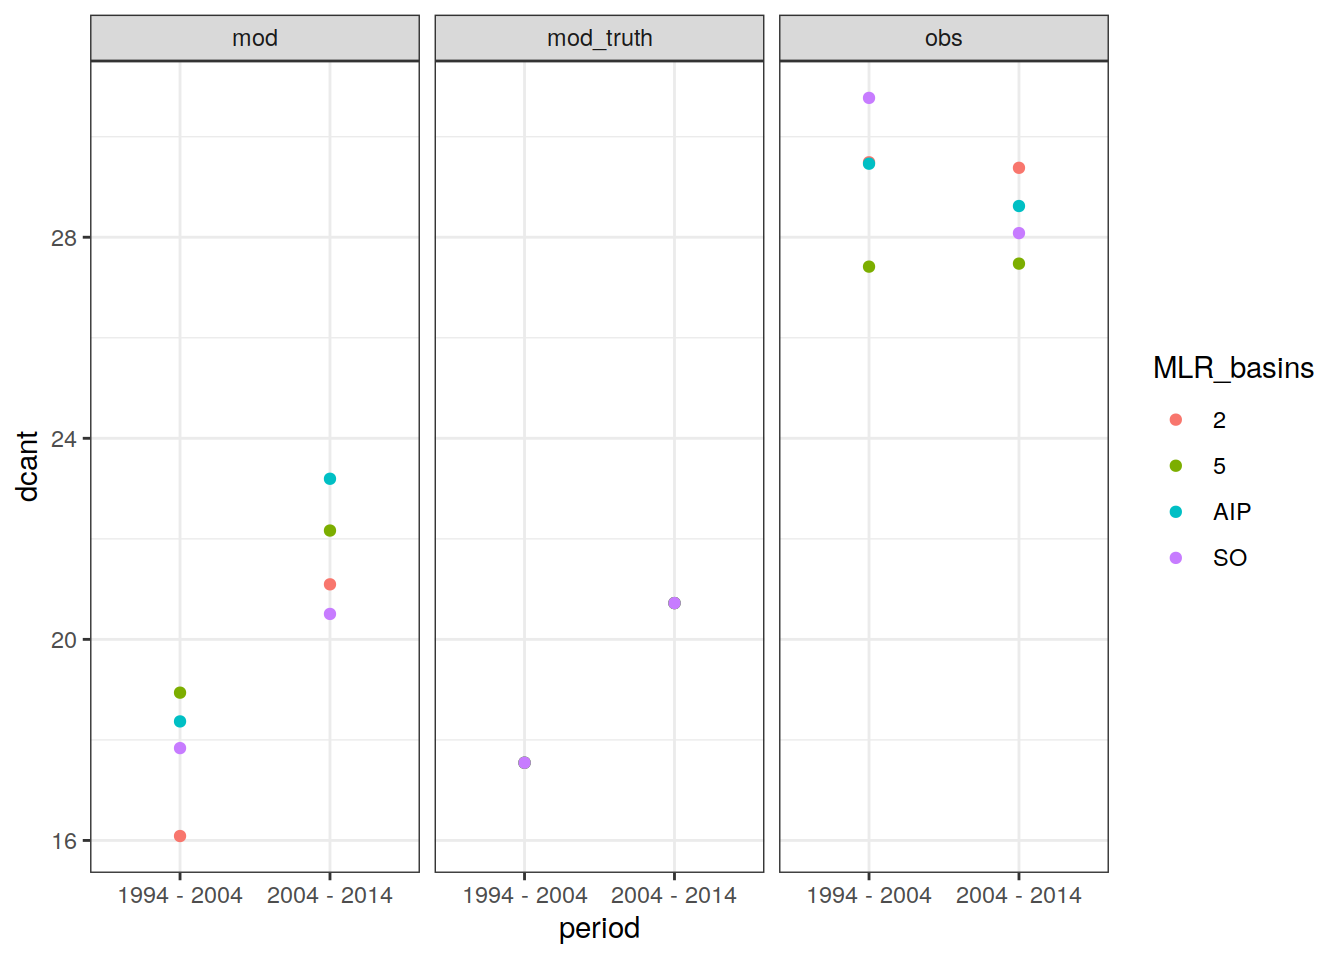 mod mod_truth obs
28
24
20
16
dcant
1994 - 2004 2004 - 2014 1994 - 2004 2004 - 2014 1994 - 2004 2004 - 2014
period
MLR_basins
2
5
AIP
SO